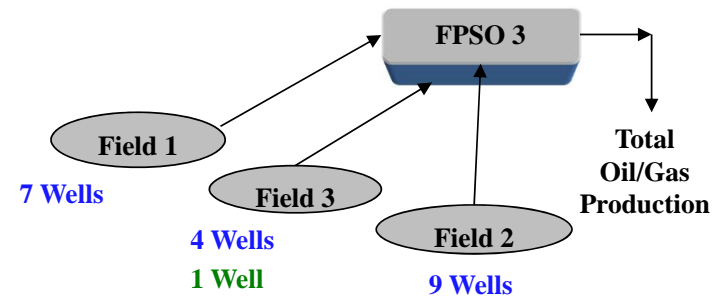 FPSO 3
Field 1
7 Wells
Field 3
4 Wells
1 Well
Field 2
9 Wells
Total
Oil/Gas
Production